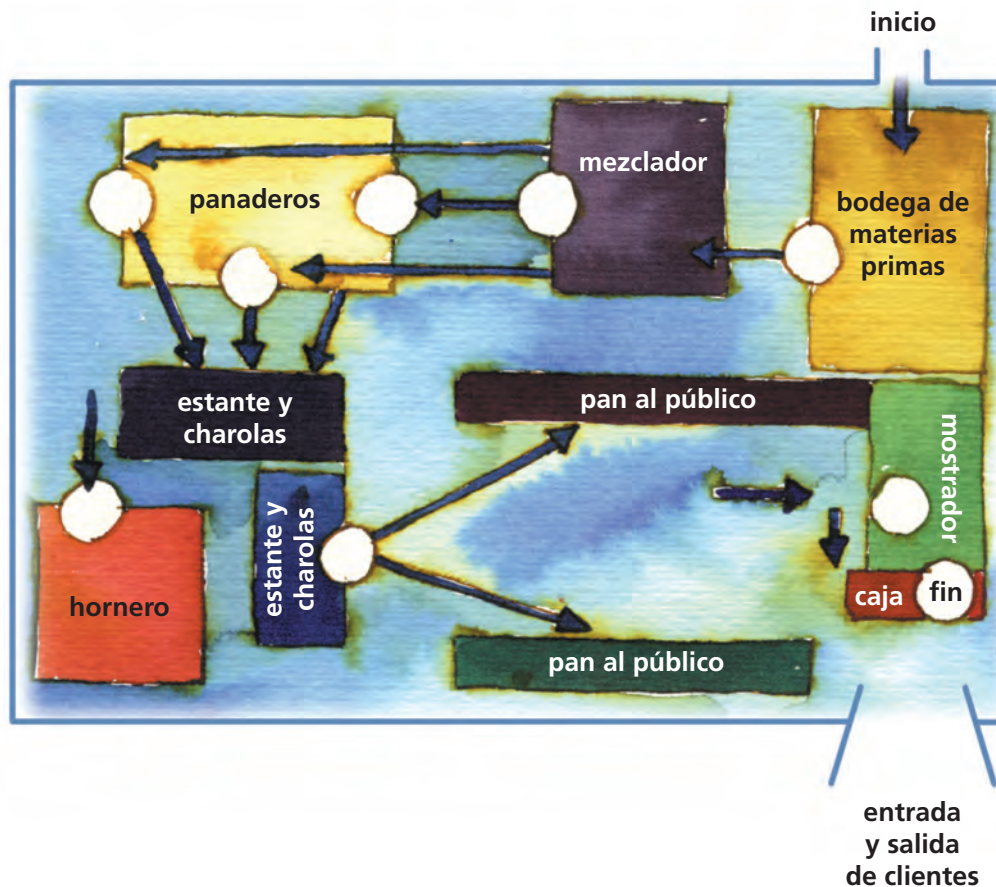 inicio
mezclador
panaderos
bodega de
materias
primas
estante y
charolas
pan al público
mostrador
estante y
charolas
hornero
caja
fin
pan al público
entrada
y salida
de clientes